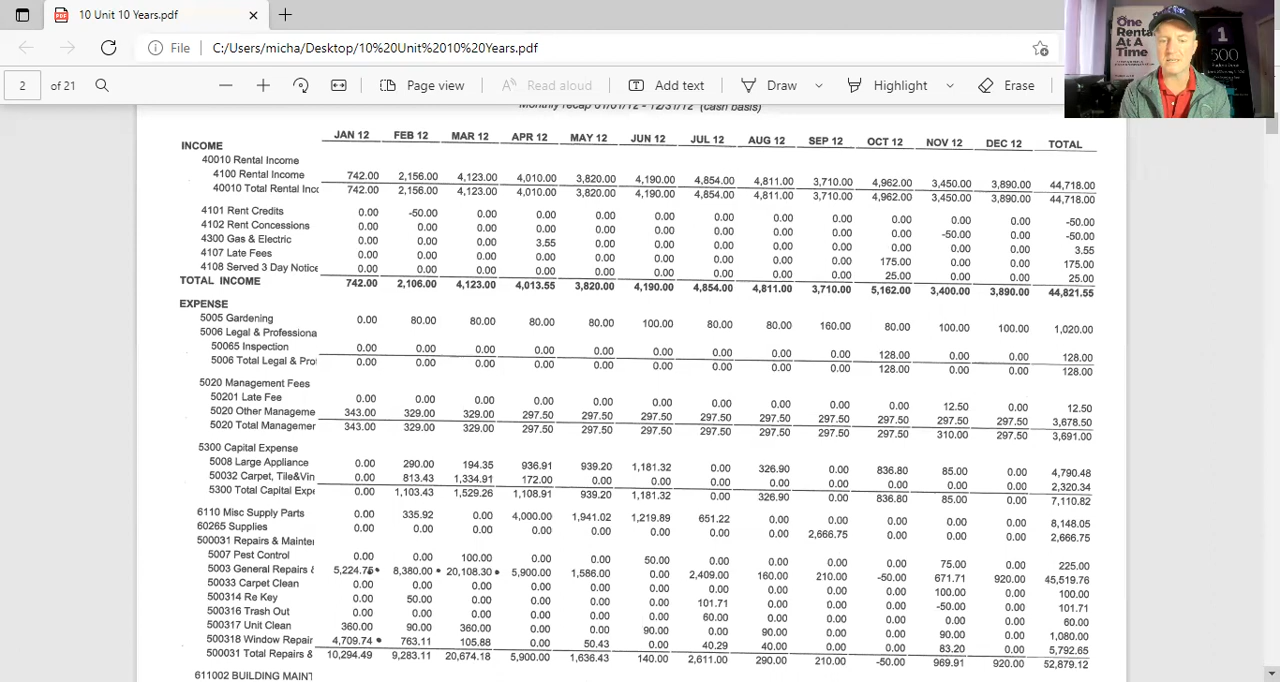 10 Unit 10 Years.pdf
File C:/Users/micha/Desktop/10%20Unit%2010%20Years.pdf
2 of 21 Page view Read aloud Add text Draw Highlight Erase
One Rental At A Time
1
500
Monthly recap 01/01/12 - 12/31/12 (cash basis)
JAN 12 FEB 12 MAR 12 APR 12 MAY 12 JUN 12 JUL 12 AUG 12 SEP 12 OCT 12 NOV 12 DEC 12 TOTAL
INCOME
40010 Rental Income
4100 Rental Income 742.00 2,156.00 4,123.00 4,010.00 3,820.00 4,190.00 4,854.00 4,811.00 3,710.00 4,962.00 3,450.00 3,890.00 44,718.00
40010 Total Rental Inc 742.00 2,156.00 4,123.00 4,010.00 3,820.00 4,190.00 4,854.00 4,811.00 3,710.00 4,962.00 3,450.00 3,890.00 44,718.00
4101 Rent Credits 0.00 -50.00 0.00 0.00 0.00 0.00 0.00 0.00 0.00 0.00 0.00 0.00 -50.00
4102 Rent Concessions 0.00 0.00 0.00 0.00 0.00 0.00 0.00 0.00 0.00 0.00 -50.00 0.00 -50.00
4300 Gas & Electric 0.00 0.00 0.00 3.55 0.00 0.00 0.00 0.00 0.00 0.00 0.00 0.00 3.55
4107 Late Fees 0.00 0.00 0.00 0.00 0.00 0.00 0.00 0.00 0.00 175.00 0.00 0.00 175.00
4108 Served 3 Day Notice 0.00 0.00 0.00 0.00 0.00 0.00 0.00 0.00 0.00 25.00 0.00 0.00 25.00
TOTAL INCOME 742.00 2,106.00 4,123.00 4,013.55 3,820.00 4,190.00 4,854.00 4,811.00 3,710.00 5,162.00 3,400.00 3,890.00 44,821.55
EXPENSE
5005 Gardening 0.00 80.00 80.00 80.00 80.00 100.00 80.00 80.00 160.00 80.00 100.00 100.00 1,020.00
5006 Legal & Professiona
50065 Inspection 0.00 0.00 0.00 0.00 0.00 0.00 0.00 0.00 0.00 128.00 0.00 0.00 128.00
5006 Total Legal & Pro 0.00 0.00 0.00 0.00 0.00 0.00 0.00 0.00 0.00 128.00 0.00 0.00 128.00
5020 Management Fees
50201 Late Fee 0.00 0.00 0.00 0.00 0.00 0.00 0.00 0.00 0.00 0.00 12.50 0.00 12.50
5020 Other Manageme 343.00 329.00 329.00 297.50 297.50 297.50 297.50 297.50 297.50 297.50 297.50 297.50 3,678.50
5020 Total Manager 343.00 329.00 329.00 297.50 297.50 297.50 297.50 297.50 297.50 297.50 310.00 297.50 3,691.00
5300 Capital Expense
5008 Large Appliance 0.00 290.00 194.35 936.91 939.20 1,181.32 0.00 326.90 0.00 836.80 85.00 0.00 4,790.48
50032 Carpet, Tile&Vin 0.00 813.43 1,334.91 172.00 0.00 0.00 0.00 0.00 0.00 0.00 0.00 0.00 2,320.34
5300 Total Capital Expe 0.00 1,103.43 1,529.26 1,108.91 939.20 1,181.32 0.00 326.90 0.00 836.80 85.00 0.00 7,110.82
6110 Misc Supply Parts 0.00 335.92 0.00 4,000.00 1,941.02 1,219.89 651.22 0.00 0.00 0.00 0.00 0.00 8,148.05
60265 Supplies 0.00 0.00 0.00 0.00 0.00 0.00 0.00 0.00 2,666.75 0.00 0.00 0.00 2,666.75
500031 Repairs & Mainter
5007 Pest Control 0.00 0.00 100.00 0.00 0.00 50.00 0.00 0.00 0.00 0.00 75.00 0.00 225.00
5003 General Repairs & 5,224.75 8,380.00 20,108.30 5,900.00 1,586.00 0.00 2,409.00 160.00 210.00 -50.00 671.71 920.00 45,519.76
50033 Carpet Clean 0.00 0.00 0.00 0.00 0.00 0.00 0.00 0.00 0.00 0.00 100.00 0.00 100.00
500314 Re Key 0.00 50.00 0.00 0.00 0.00 0.00 101.71 0.00 0.00 0.00 -50.00 0.00 101.71
500316 Trash Out 0.00 0.00 0.00 0.00 0.00 0.00 60.00 0.00 0.00 0.00 0.00 0.00 60.00
500317 Unit Clean 360.00 90.00 360.00 0.00 0.00 90.00 0.00 90.00 0.00 0.00 90.00 0.00 1,080.00
500318 Window Repair 4,709.74 763.11 105.88 0.00 50.43 0.00 40.29 40.00 0.00 0.00 83.20 0.00 5,792.65
500031 Total Repairs & 10,294.49 9,283.11 20,674.18 5,900.00 1,636.43 140.00 2,611.00 290.00 210.00 -50.00 969.91 920.00 52,879.12
611002 BUILDING MAINT